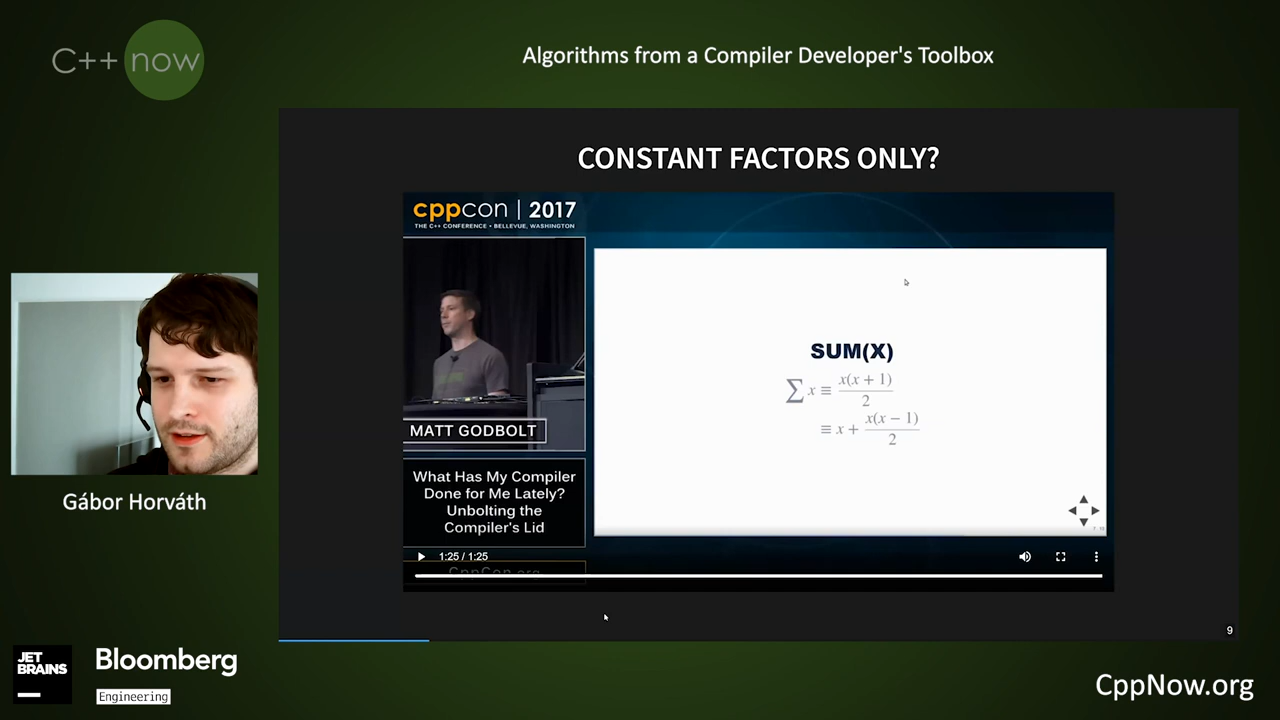 C++ now
Algorithms from a Compiler Developer's Toolbox
CONSTANT FACTORS ONLY?
cppcon | 2017
THE C++ CONFERENCE • BELLEVUE, WASHINGTON
MATT GODBOLT
What Has My Compiler
Done for Me Lately?
Unbolting the
Compiler's Lid
CppCon.org
SUM(X)
∑ x ≡ x(x + 1) / 2
≡ x + x(x − 1) / 2
1:25 / 1:25
9
Gábor Horváth
JET
BRAINS
Bloomberg
Engineering
CppNow.org